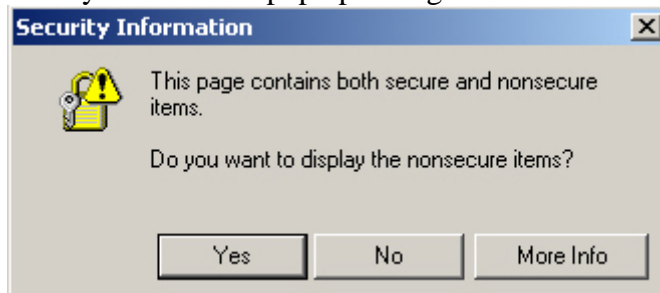 Security Information
This page contains both secure and nonsecure
items.
Do you want to display the nonsecure items?
Yes No More Info